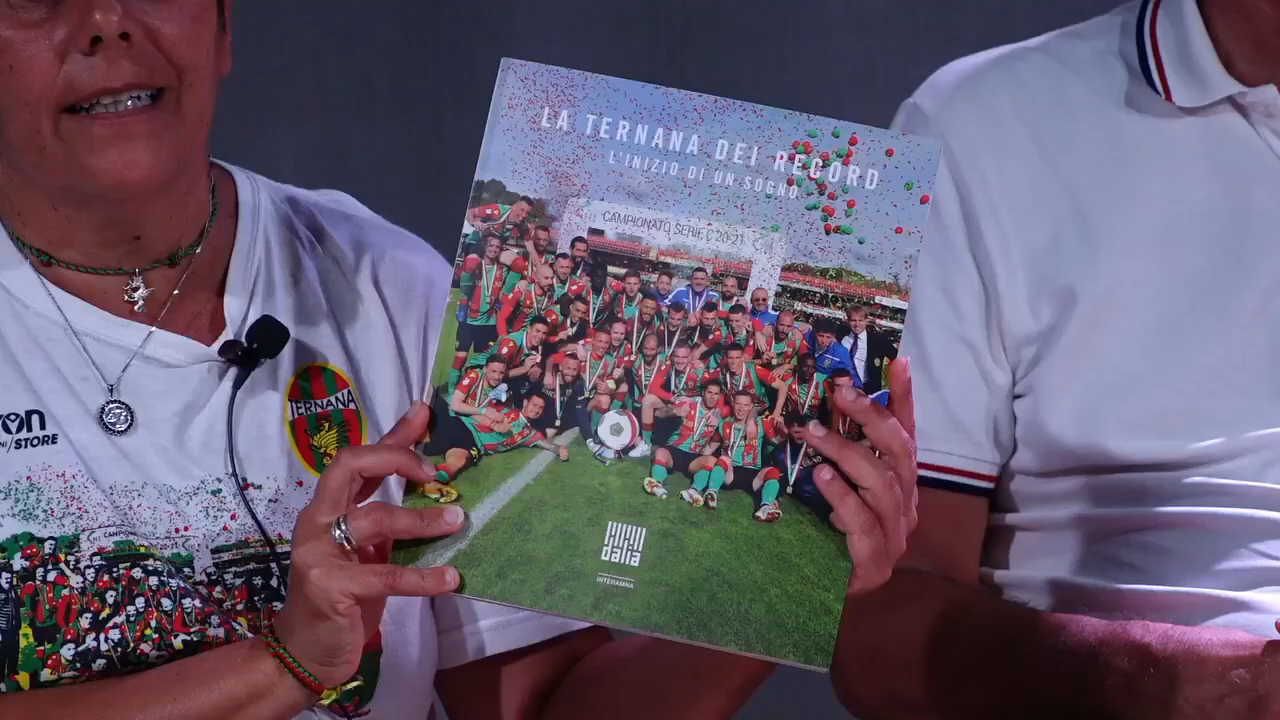 LA TERNANA DEI RECORD
L'INIZIO DI UN SOGNO
CAMPIONATO SERIE C 20-21
dalia
INTERAMNA
TERNANA
STORE